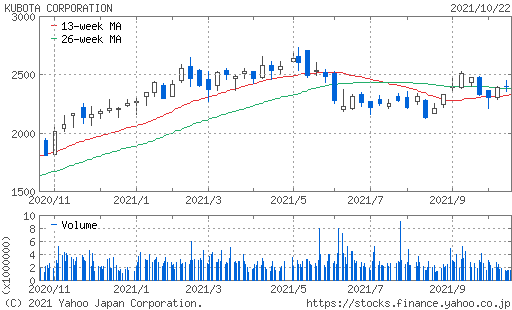 KUBOTA CORPORATION 2021/10/22
3000
13-week MA
26-week MA
2500
2000
1500
2020/11 2021/1 2021/3 2021/5 2021/7 2021/9
10
Volume
8
6
4
2
0
(x1000000)
2020/11 2021/1 2021/3 2021/5 2021/7 2021/9
(C) 2021 Yahoo Japan Corporation. https://stocks.finance.yahoo.co.jp/